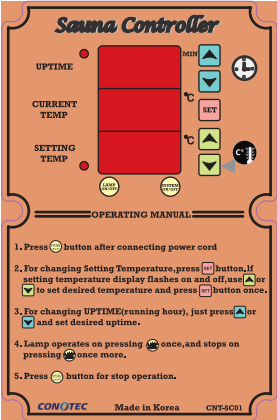 Sauna Controller
MIN
UPTIME
°C
CURRENT
TEMP
SET
°C
SETTING
TEMP
C°
LAMP
ON/OFF
SYSTEM
ON/OFF
OPERATING MANUAL
1. Press button after connecting power cord
2. For changing Setting Temperature,press SET button.If
setting temperature display flashes on and off,use or
to set desired temperature and press SET button once.
3. For changing UPTIME(running hour), just press or
and set desired uptime.
4. Lamp operates on pressing once,and stops on
pressing once more.
5. Press button for stop operation.
CONOTEC
Made in Korea
CNT-SC01